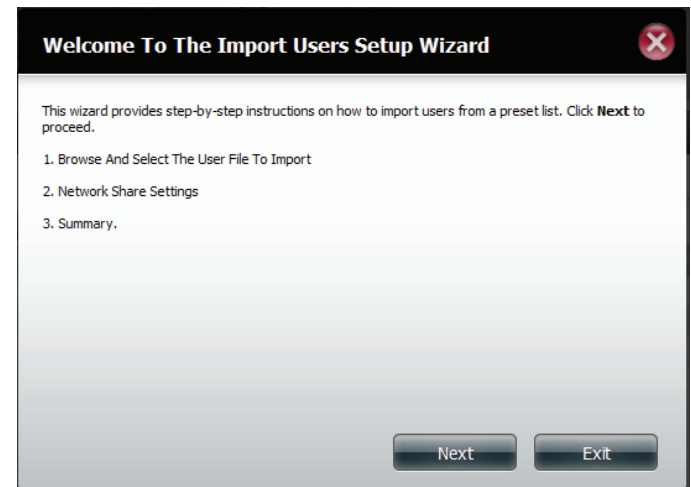 Welcome To The Import Users Setup Wizard
This wizard provides step-by-step instructions on how to import users from a preset list. Click Next to
proceed.
1. Browse And Select The User File To Import
2. Network Share Settings
3. Summary.
Next
Exit